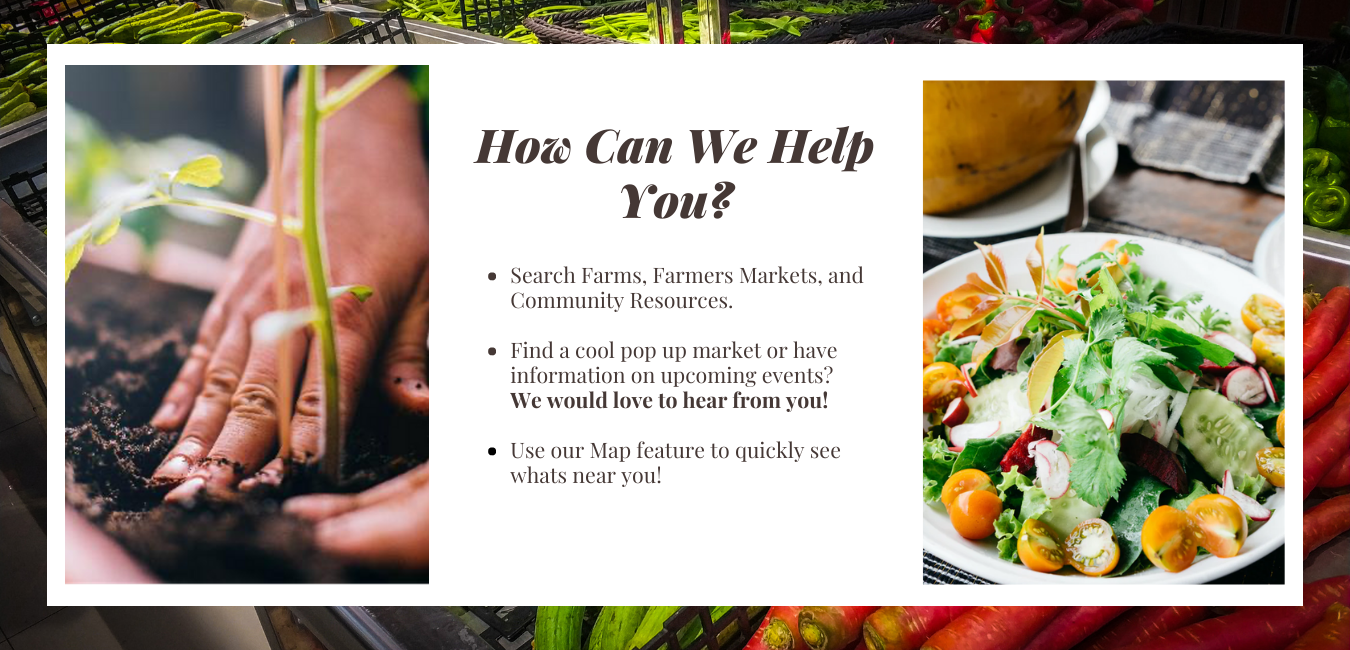 How Can We Help
You?
• Search Farms, Farmers Markets, and
Community Resources.
• Find a cool pop up market or have
information on upcoming events?
We would love to hear from you!
• Use our Map feature to quickly see
whats near you!